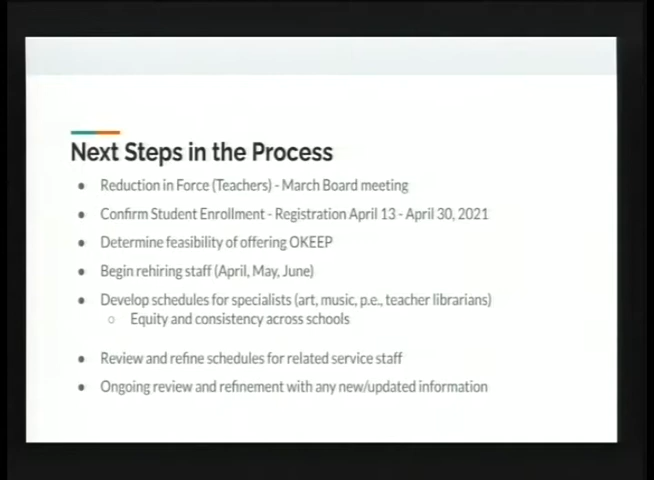 Next Steps in the Process
● Reduction in Force (Teachers) - March Board meeting
● Confirm Student Enrollment - Registration April 13 - April 30, 2021
● Determine feasibility of offering OKEEP
● Begin rehiring staff (April, May, June)
● Develop schedules for specialists (art, music, p.e., teacher librarians)
○ Equity and consistency across schools
● Review and refine schedules for related service staff
● Ongoing review and refinement with any new/updated information